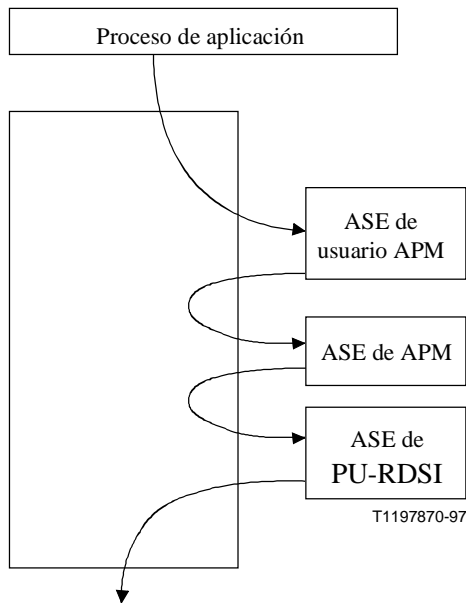 Proceso de aplicación
ASE de
usuario APM
ASE de APM
ASE de
PU-RDSI
T1197870-97